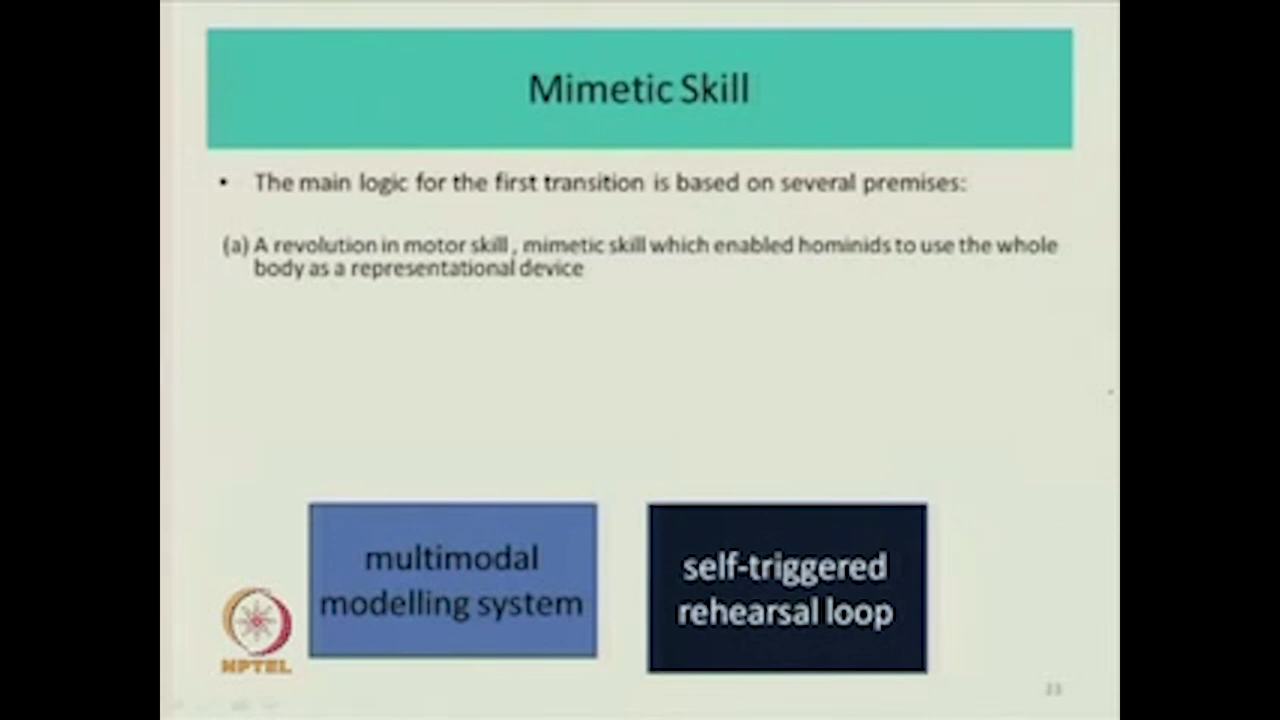 Mimetic Skill
• The main logic for the first transition is based on several premises:
(a) A revolution in motor skill , mimetic skill which enabled hominids to use the whole
body as a representational device
multimodal
modelling system
self-triggered
rehearsal loop
NPTEL